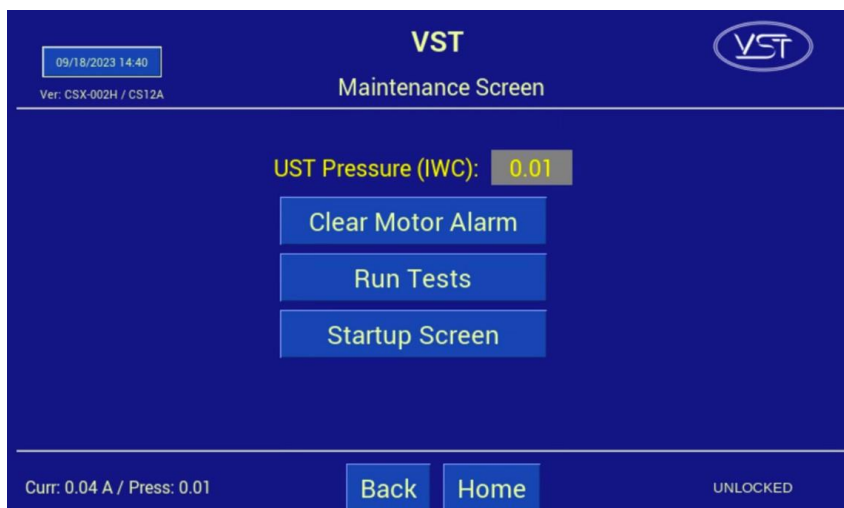 09/18/2023 14:40
Ver: CSX-002H / CS12A
VST
Maintenance Screen
VST
UST Pressure (IWC): 0.01
Clear Motor Alarm
Run Tests
Startup Screen
Curr: 0.04 A / Press: 0.01
Back
Home
UNLOCKED